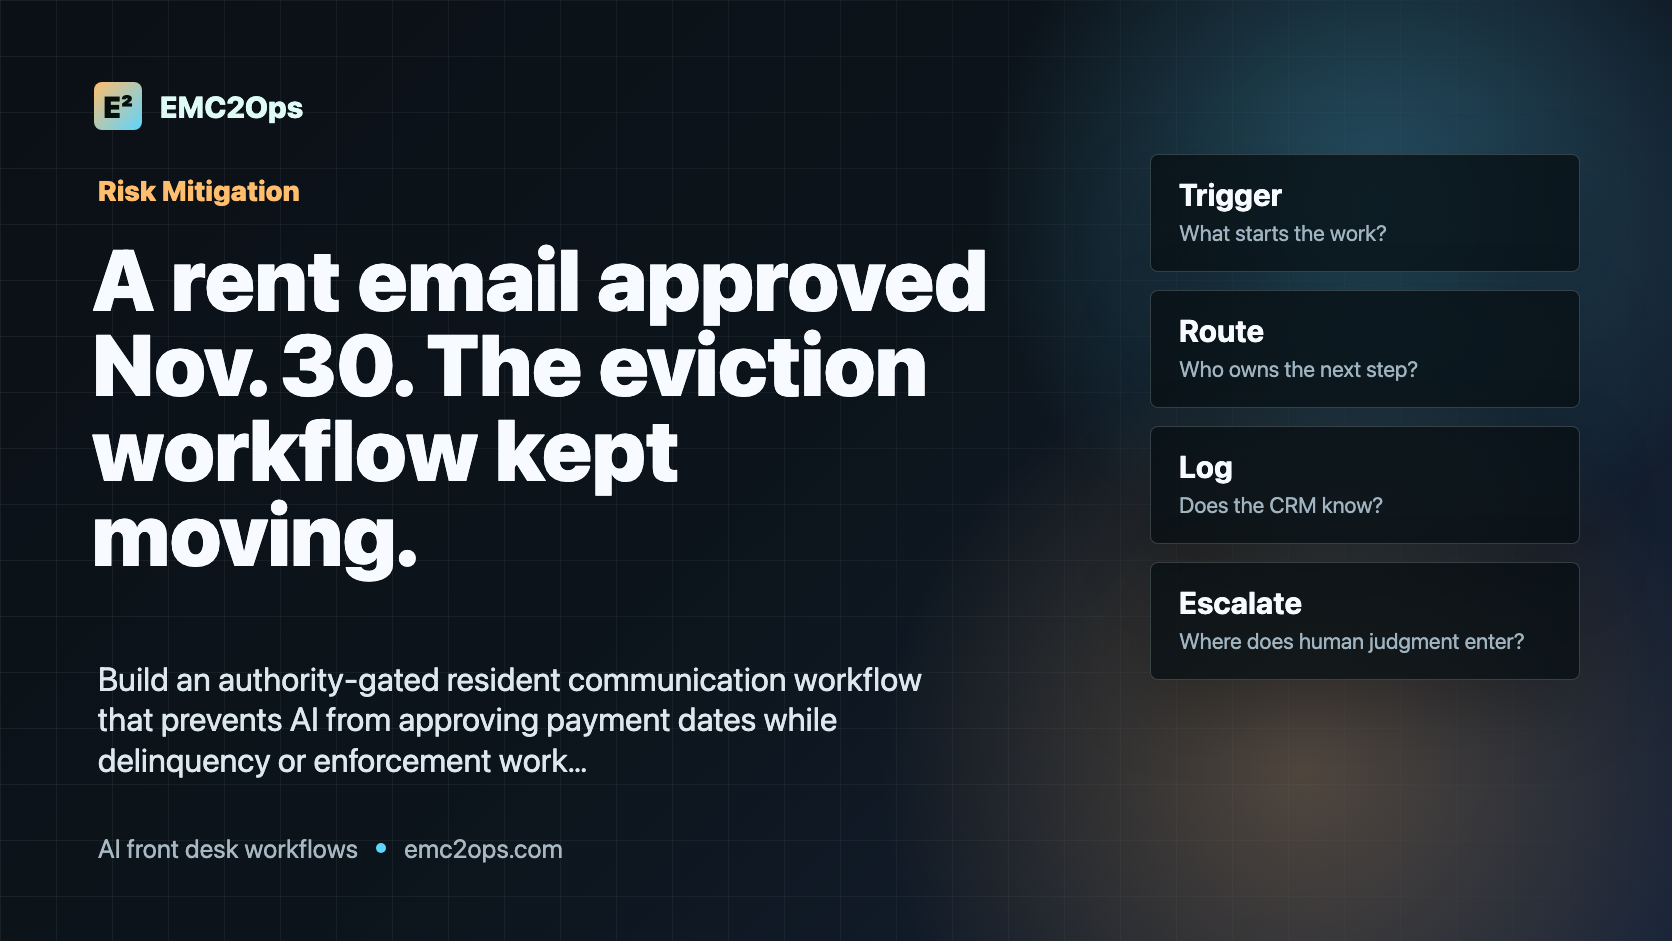 E²
EMC2Ops
Risk Mitigation
A rent email approved
Nov. 30. The eviction
workflow kept
moving.
Build an authority-gated resident communication workflow
that prevents AI from approving payment dates while
delinquency or enforcement work...
AI front desk workflows • emc2ops.com
Trigger
What starts the work?
Route
Who owns the next step?
Log
Does the CRM know?
Escalate
Where does human judgment enter?